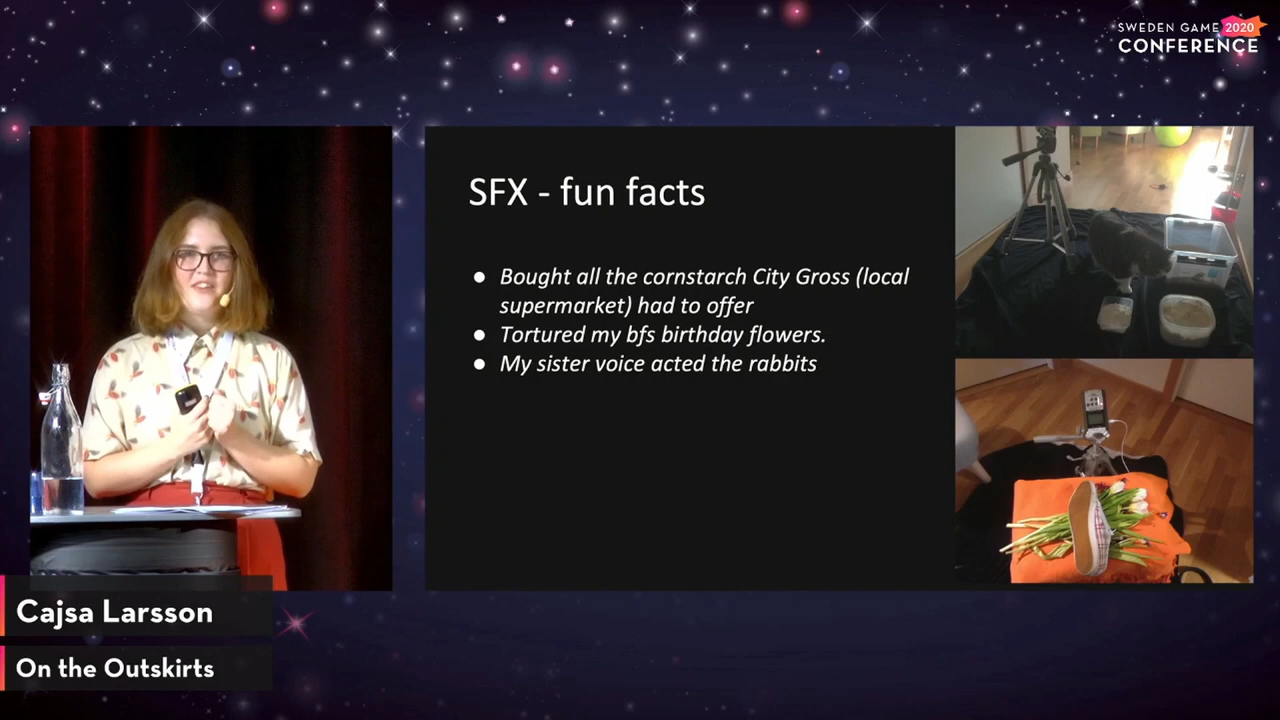 SWEDEN GAME 2020
CONFERENCE
SFX - fun facts
● Bought all the cornstarch City Gross (local
supermarket) had to offer
● Tortured my bfs birthday flowers.
● My sister voice acted the rabbits
Cajsa Larsson
On the Outskirts